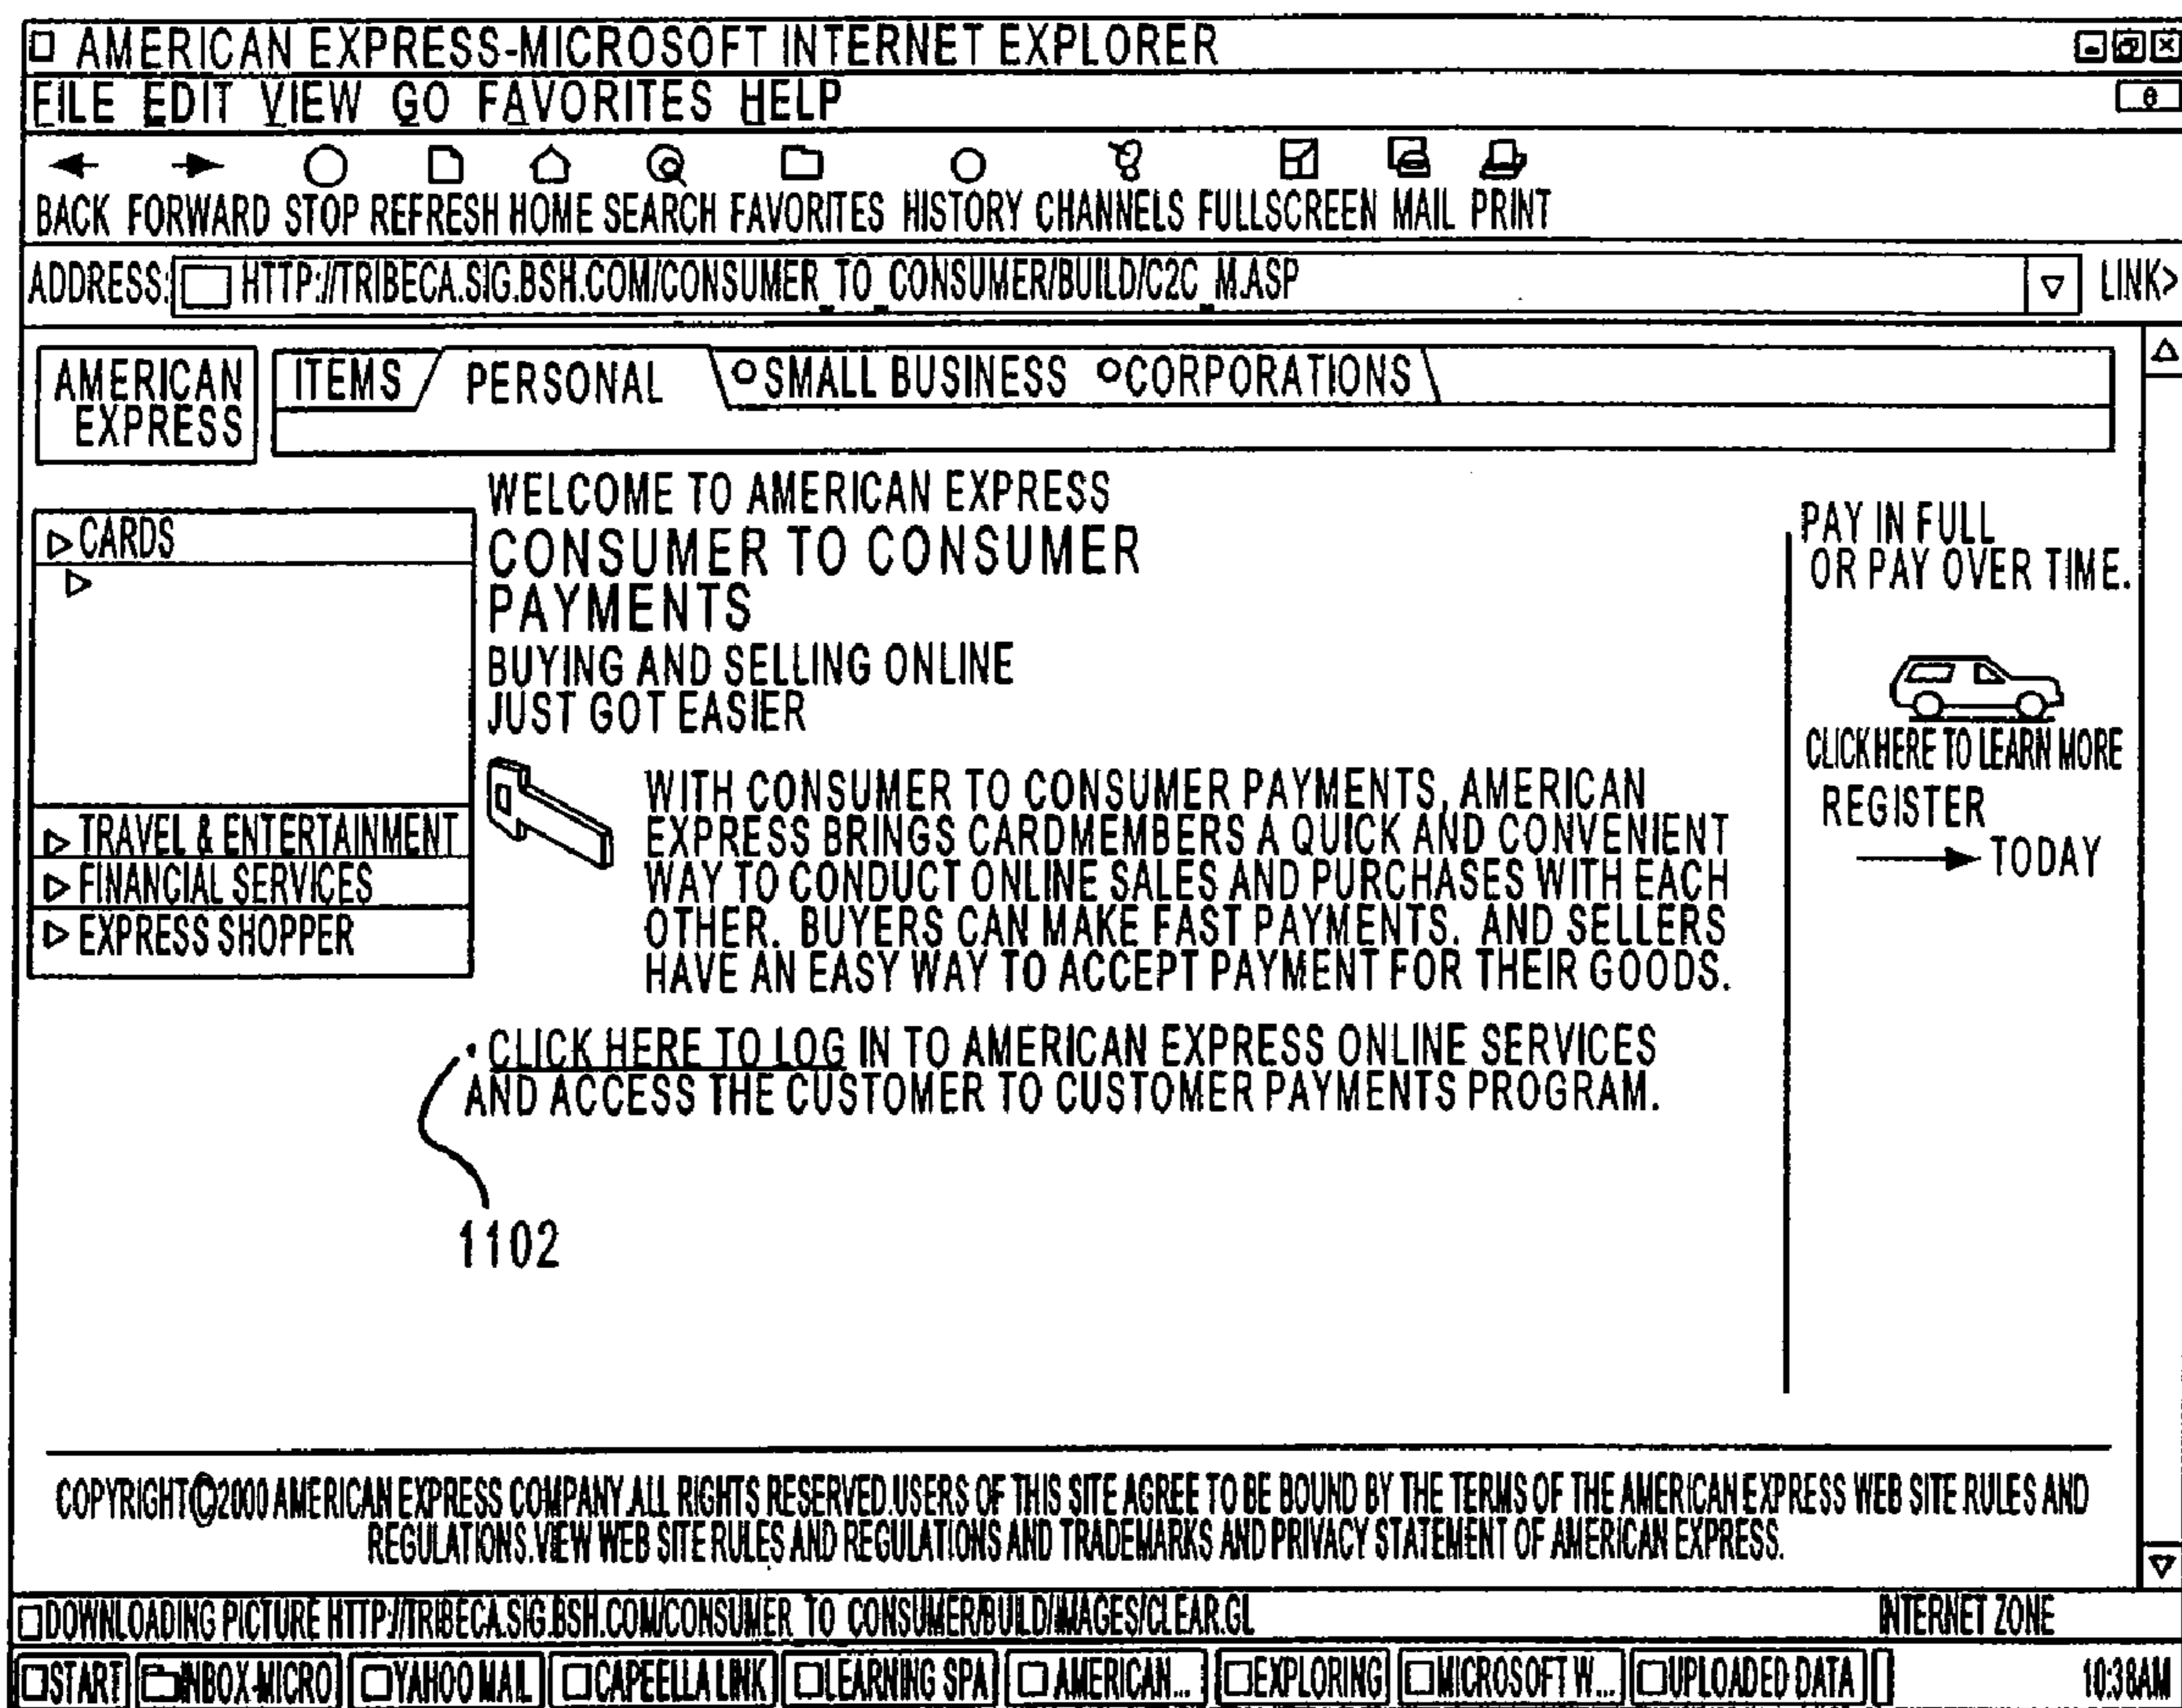 AMERICAN EXPRESS-MICROSOFT INTERNET EXPLORER
FILE EDIT VIEW GO FAVORITES HELP
BACK FORWARD STOP REFRESH HOME SEARCH FAVORITES HISTORY CHANNELS FULLSCREEN MAIL PRINT
ADDRESS: HTTP://TRIBECA.SIG.BSH.COM/CONSUMER_TO_CONSUMER/BUILD/C2C_M.ASP LINK>
AMERICAN
EXPRESS
ITEMS PERSONAL SMALL BUSINESS CORPORATIONS
CARDS
TRAVEL & ENTERTAINMENT
FINANCIAL SERVICES
EXPRESS SHOPPER
WELCOME TO AMERICAN EXPRESS
CONSUMER TO CONSUMER
PAYMENTS
BUYING AND SELLING ONLINE
JUST GOT EASIER
WITH CONSUMER TO CONSUMER PAYMENTS, AMERICAN
EXPRESS BRINGS CARDMEMBERS A QUICK AND CONVENIENT
WAY TO CONDUCT ONLINE SALES AND PURCHASES WITH EACH
OTHER. BUYERS CAN MAKE FAST PAYMENTS. AND SELLERS
HAVE AN EASY WAY TO ACCEPT PAYMENT FOR THEIR GOODS.
• CLICK HERE TO LOG IN TO AMERICAN EXPRESS ONLINE SERVICES
AND ACCESS THE CUSTOMER TO CUSTOMER PAYMENTS PROGRAM.
1102
PAY IN FULL
OR PAY OVER TIME.
CLICK HERE TO LEARN MORE
REGISTER
TODAY
COPYRIGHT©2000 AMERICAN EXPRESS COMPANY.ALL RIGHTS RESERVED.USERS OF THIS SITE AGREE TO BE BOUND BY THE TERMS OF THE AMERICAN EXPRESS WEB SITE RULES AND
REGULATIONS.VIEW WEB SITE RULES AND REGULATIONS AND TRADEMARKS AND PRIVACY STATEMENT OF AMERICAN EXPRESS.
DOWNLOADING PICTURE HTTP://TRIBECA.SIG.BSH.COM/CONSUMER_TO_CONSUMER/BUILD/IMAGES/CLEAR.GL INTERNET ZONE
START INBOX-MICRO YAHOO MAIL CAPEELLA LINK LEARNING SPA AMERICAN... EXPLORING MICROSOFT W... UPLOADED DATA 10:38AM